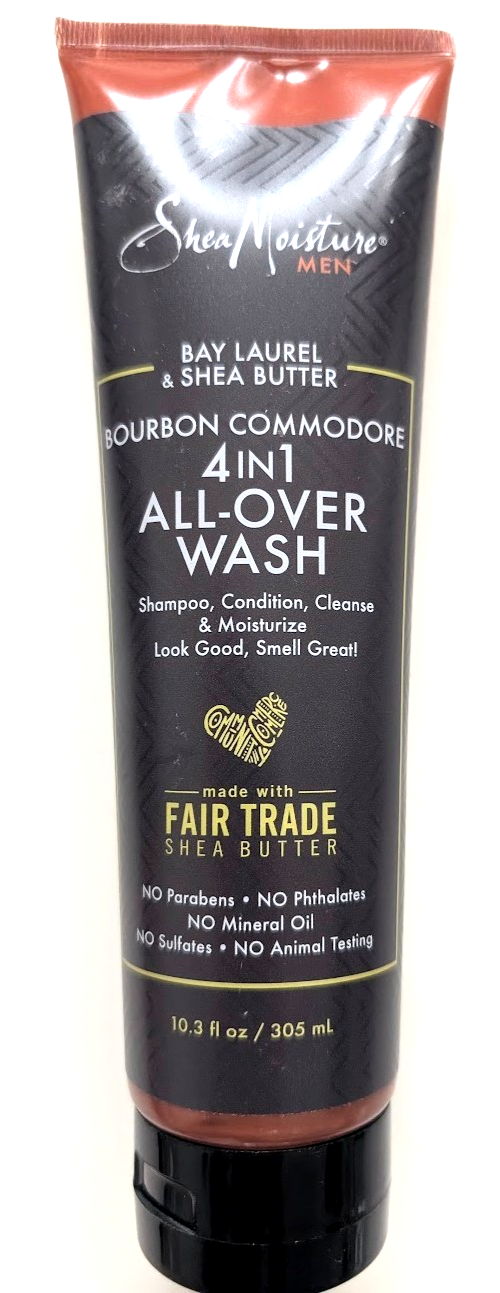 SheaMoisture®
MEN
BAY LAUREL
& SHEA BUTTER
BOURBON COMMODORE
4IN1
ALL-OVER
WASH
Shampoo, Condition, Cleanse
& Moisturize
Look Good, Smell Great!
COMMUNITY COMMERCE
made with
FAIR TRADE
SHEA BUTTER
NO Parabens • NO Phthalates
NO Mineral Oil
NO Sulfates • NO Animal Testing
10.3 fl oz / 305 mL